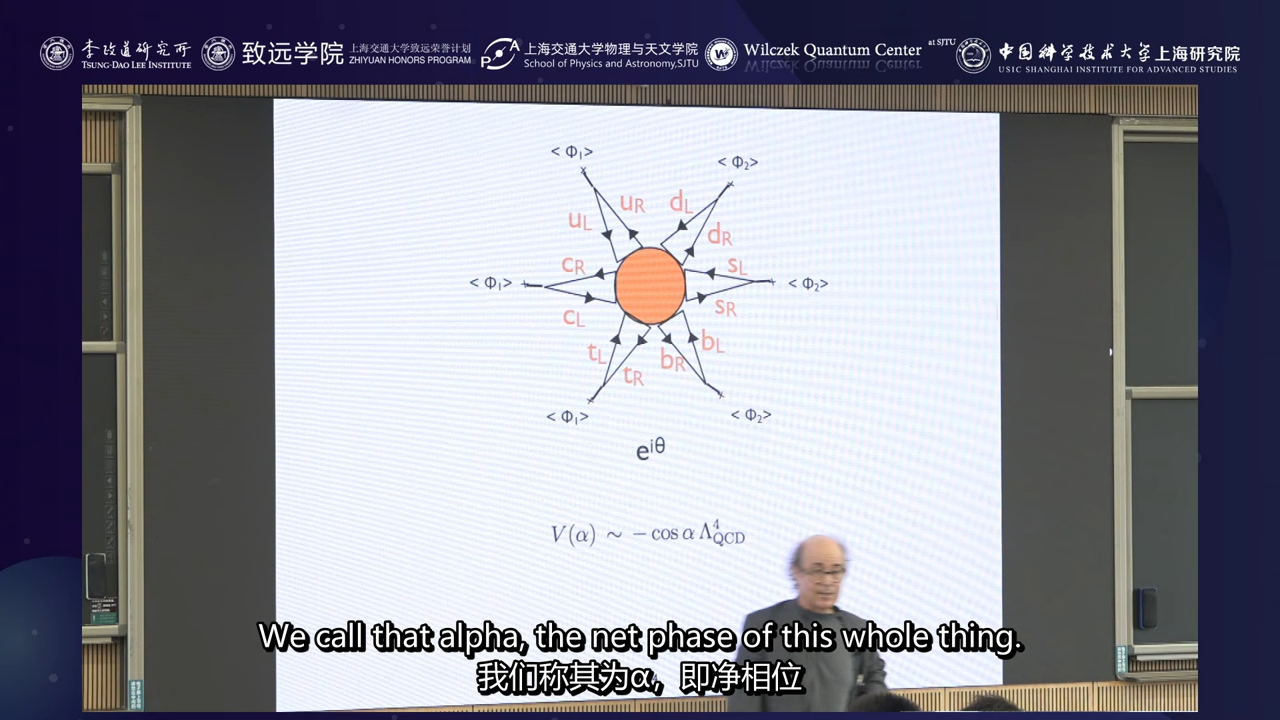 李政道研究所
TSUNG-DAO LEE INSTITUTE
致远学院
上海交通大学致远荣誉计划
ZHIYUAN HONORS PROGRAM
上海交通大学物理与天文学院
School of Physics and Astronomy,SJTU
Wilczek Quantum Center
at SJTU
中国科学技术大学上海研究院
USTC SHANGHAI INSTITUTE FOR ADVANCED STUDIES
< Φ₁>
< Φ₂>
uL
uR
dL
dR
< Φ₁>
cR
sL
< Φ₂>
cL
sR
tL
tR
bR
bL
< Φ₁>
< Φ₂>
e^{iθ}
V(α) ∼ − cos α Λ⁴_QCD
We call that alpha, the net phase of this whole thing.
我们称其为α，即净相位